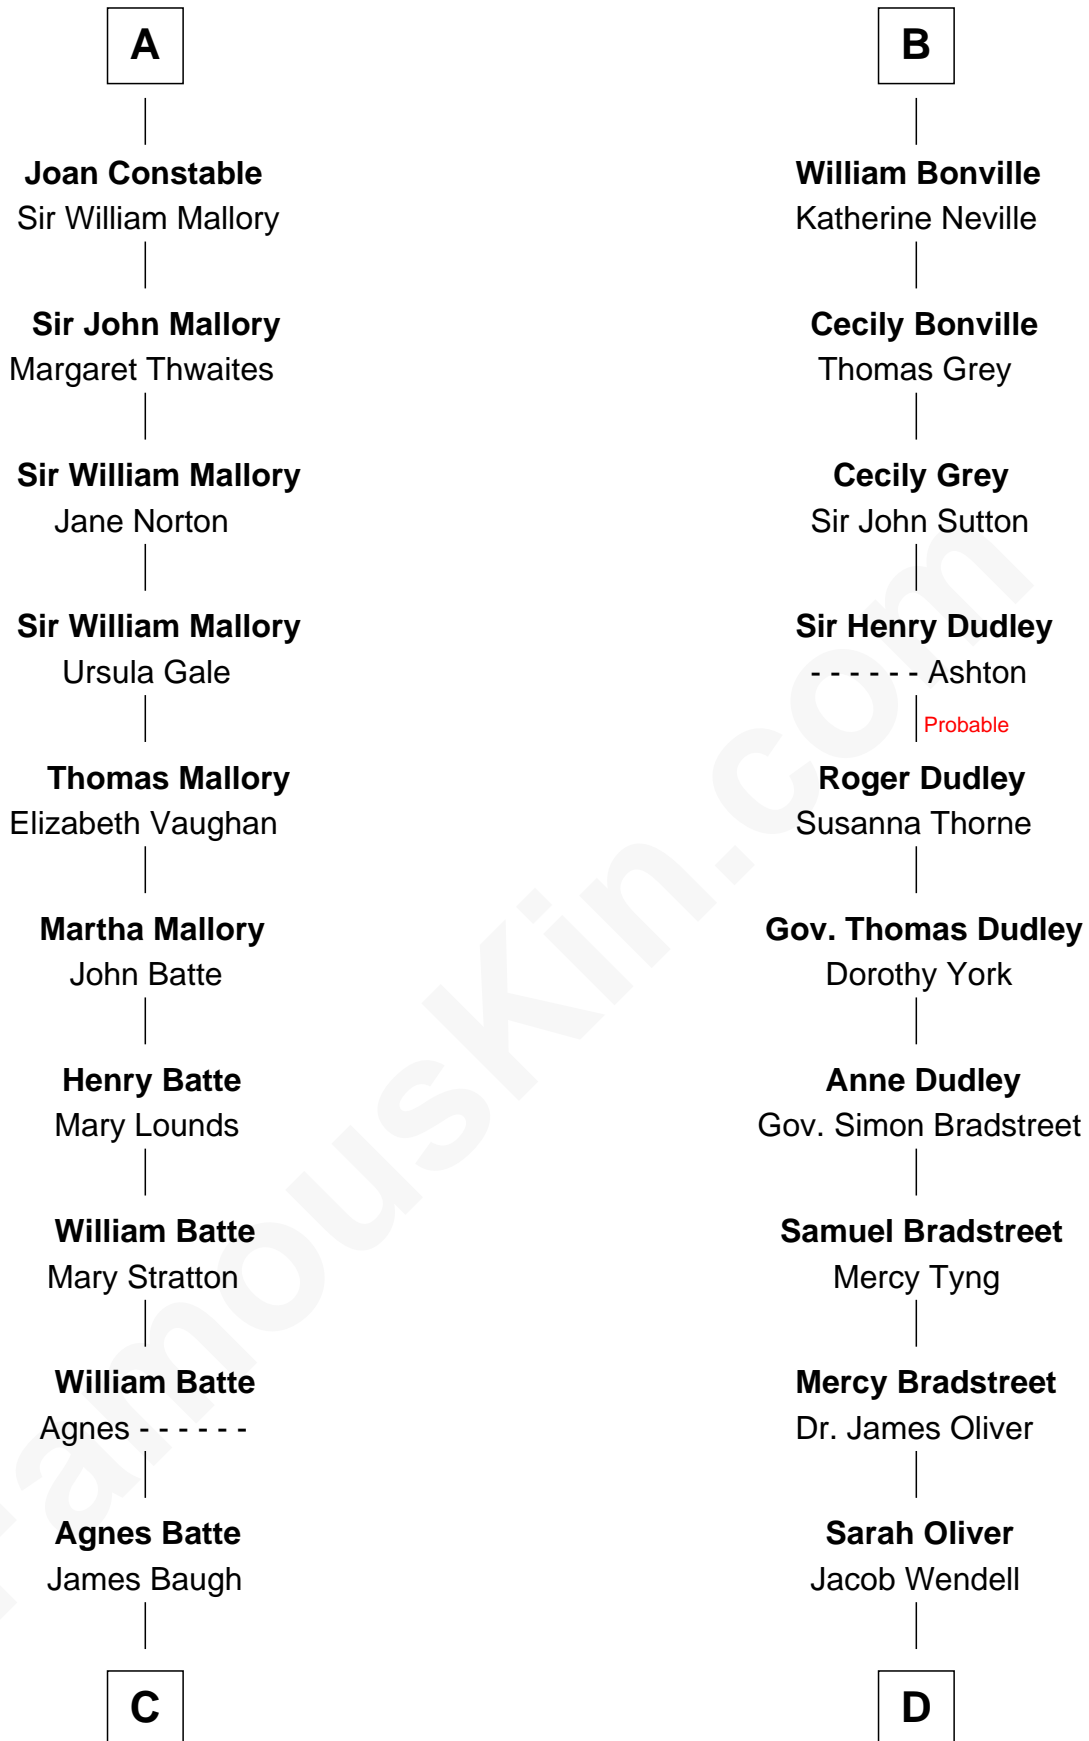 A
Joan Constable
Sir William Mallory
Sir John Mallory
Margaret Thwaites
Sir William Mallory
Jane Norton
Sir William Mallory
Ursula Gale
Thomas Mallory
Elizabeth Vaughan
Martha Mallory
John Batte
Henry Batte
Mary Lounds
William Batte
Mary Stratton
William Batte
Agnes - - - - - -
Agnes Batte
James Baugh
C
B
William Bonville
Katherine Neville
Cecily Bonville
Thomas Grey
Cecily Grey
Sir John Sutton
Sir Henry Dudley
- - - - - - Ashton
Probable
Roger Dudley
Susanna Thorne
Gov. Thomas Dudley
Dorothy York
Anne Dudley
Gov. Simon Bradstreet
Samuel Bradstreet
Mercy Tyng
Mercy Bradstreet
Dr. James Oliver
Sarah Oliver
Jacob Wendell
D
FamousKin.com